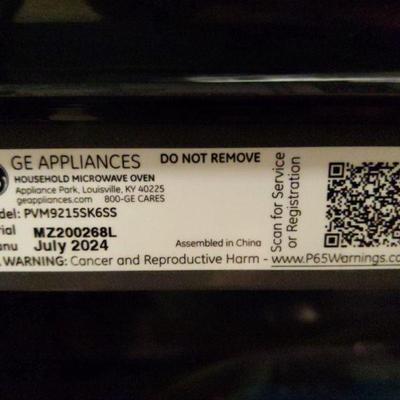 GE APPLIANCES DO NOT REMOVE
HOUSEHOLD MICROWAVE OVEN
Appliance Park, Louisville, KY 40225
geappliances.com 800-GE CARES
odel PVM9215SK6SS
erial MZ200268L
anu July 2024
Assembled in China
WARNING: Cancer and Reproductive Harm - www.P65Warnings.c
Scan for Service
or Registration